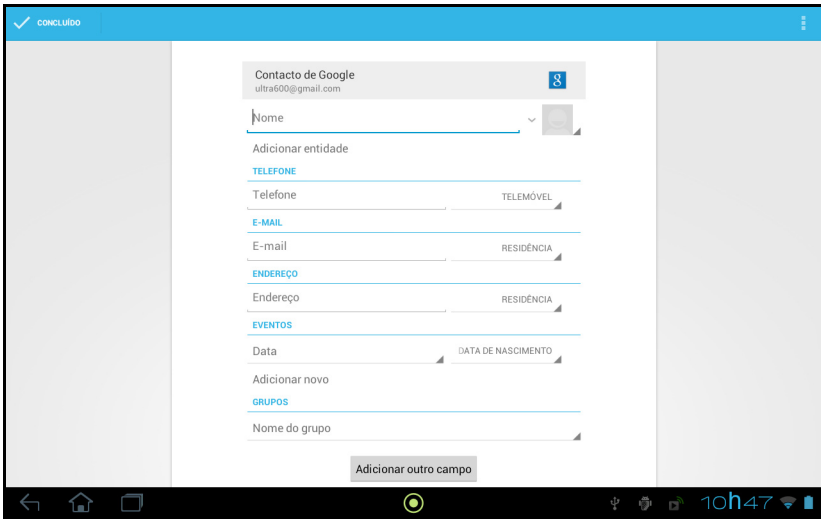 CONCLUÍDO
Contacto de Google
ultra600@gmail.com
8
Nome
Adicionar entidade
TELEFONE
Telefone TELEMÓVEL
E-MAIL
E-mail RESIDÊNCIA
ENDEREÇO
Endereço RESIDÊNCIA
EVENTOS
Data DATA DE NASCIMENTO
Adicionar novo
GRUPOS
Nome do grupo
Adicionar outro campo
10h47